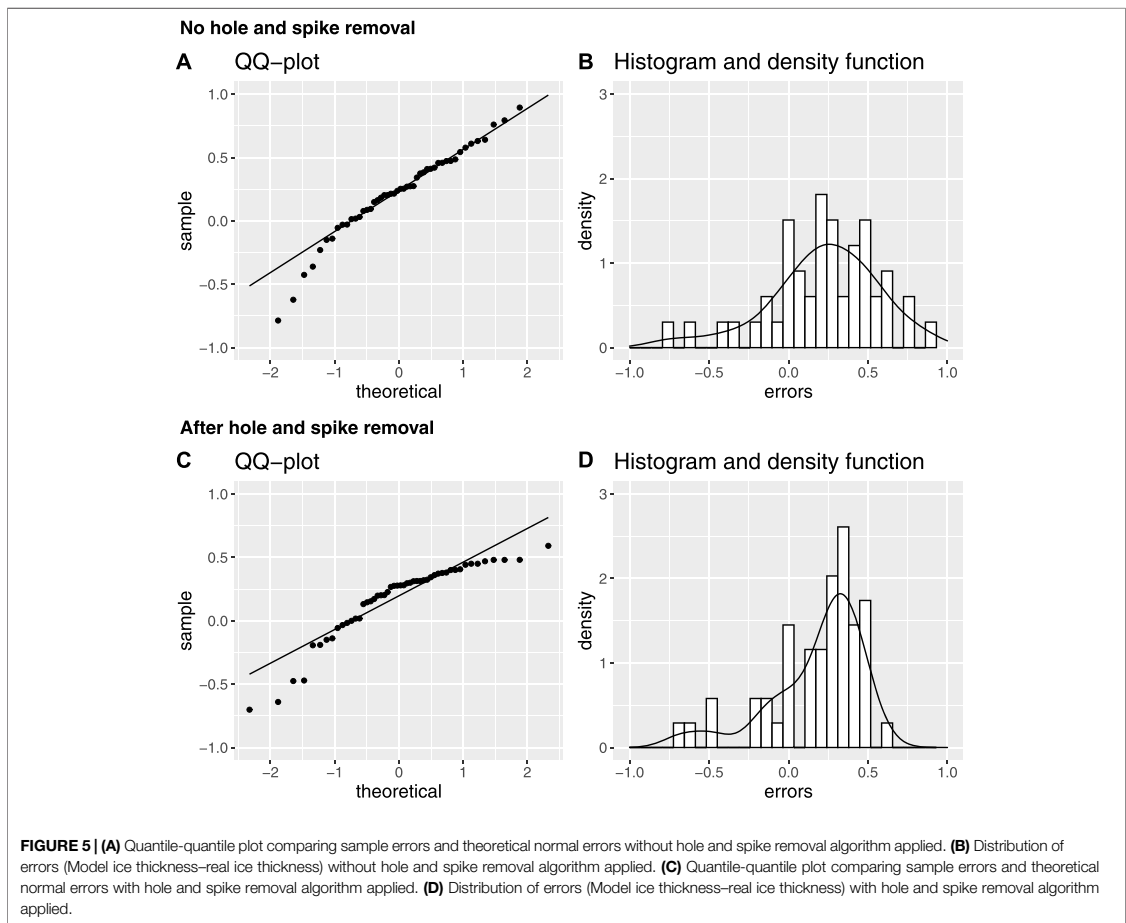 No hole and spike removal
A QQ−plot
1.0
0.5
0.0
−0.5
−1.0
sample
−2 −1 0 1 2
theoretical
B Histogram and density function
3
2
1
0
density
−1.0 −0.5 0.0 0.5 1.0
errors
After hole and spike removal
C QQ−plot
1.0
0.5
0.0
−0.5
−1.0
sample
−2 −1 0 1 2
theoretical
D Histogram and density function
3
2
1
0
density
−1.0 −0.5 0.0 0.5 1.0
errors
FIGURE 5 | (A) Quantile-quantile plot comparing sample errors and theoretical normal errors without hole and spike removal algorithm applied. (B) Distribution of
errors (Model ice thickness–real ice thickness) without hole and spike removal algorithm applied. (C) Quantile-quantile plot comparing sample errors and theoretical
normal errors with hole and spike removal algorithm applied. (D) Distribution of errors (Model ice thickness–real ice thickness) with hole and spike removal algorithm
applied.